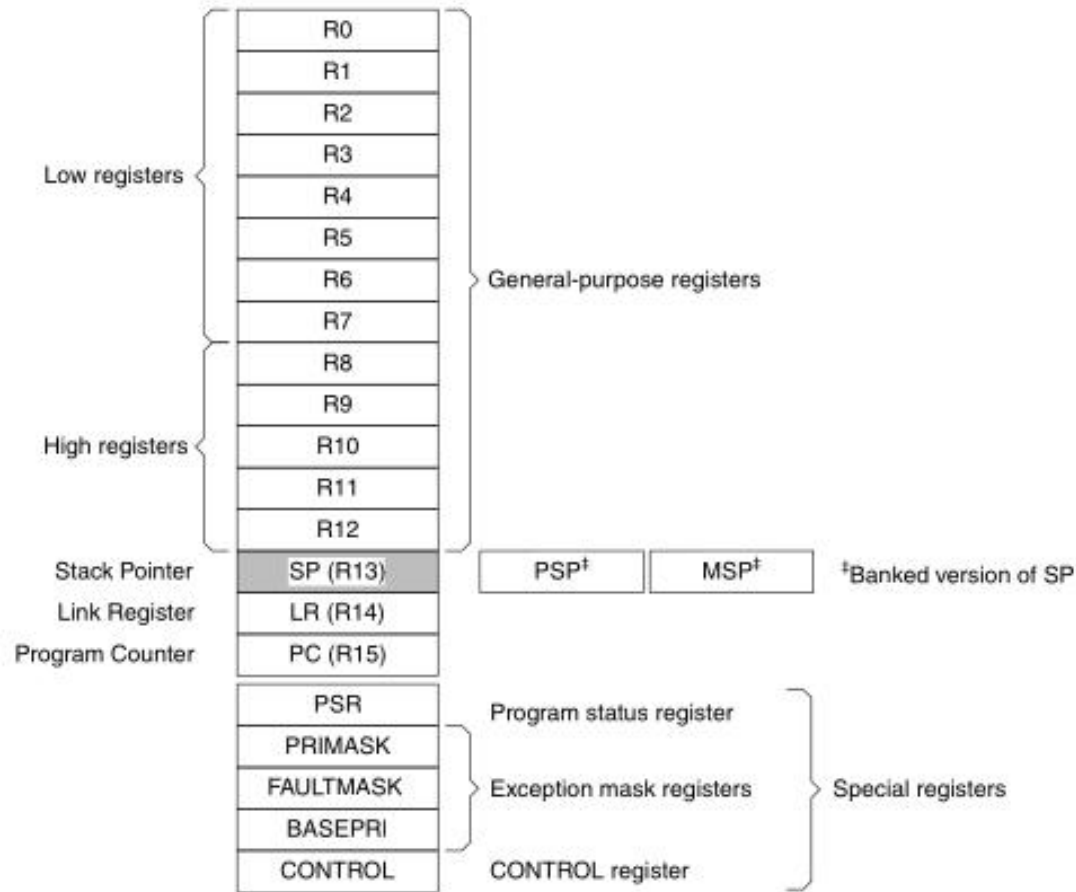 R0
R1
R2
R3
Low registers
R4
R5
R6
General-purpose registers
R7
R8
R9
High registers
R10
R11
R12
Stack Pointer SP (R13) PSP‡ MSP‡ ‡Banked version of SP
Link Register LR (R14)
Program Counter PC (R15)
PSR Program status register
PRIMASK
FAULTMASK Exception mask registers Special registers
BASEPRI
CONTROL CONTROL register